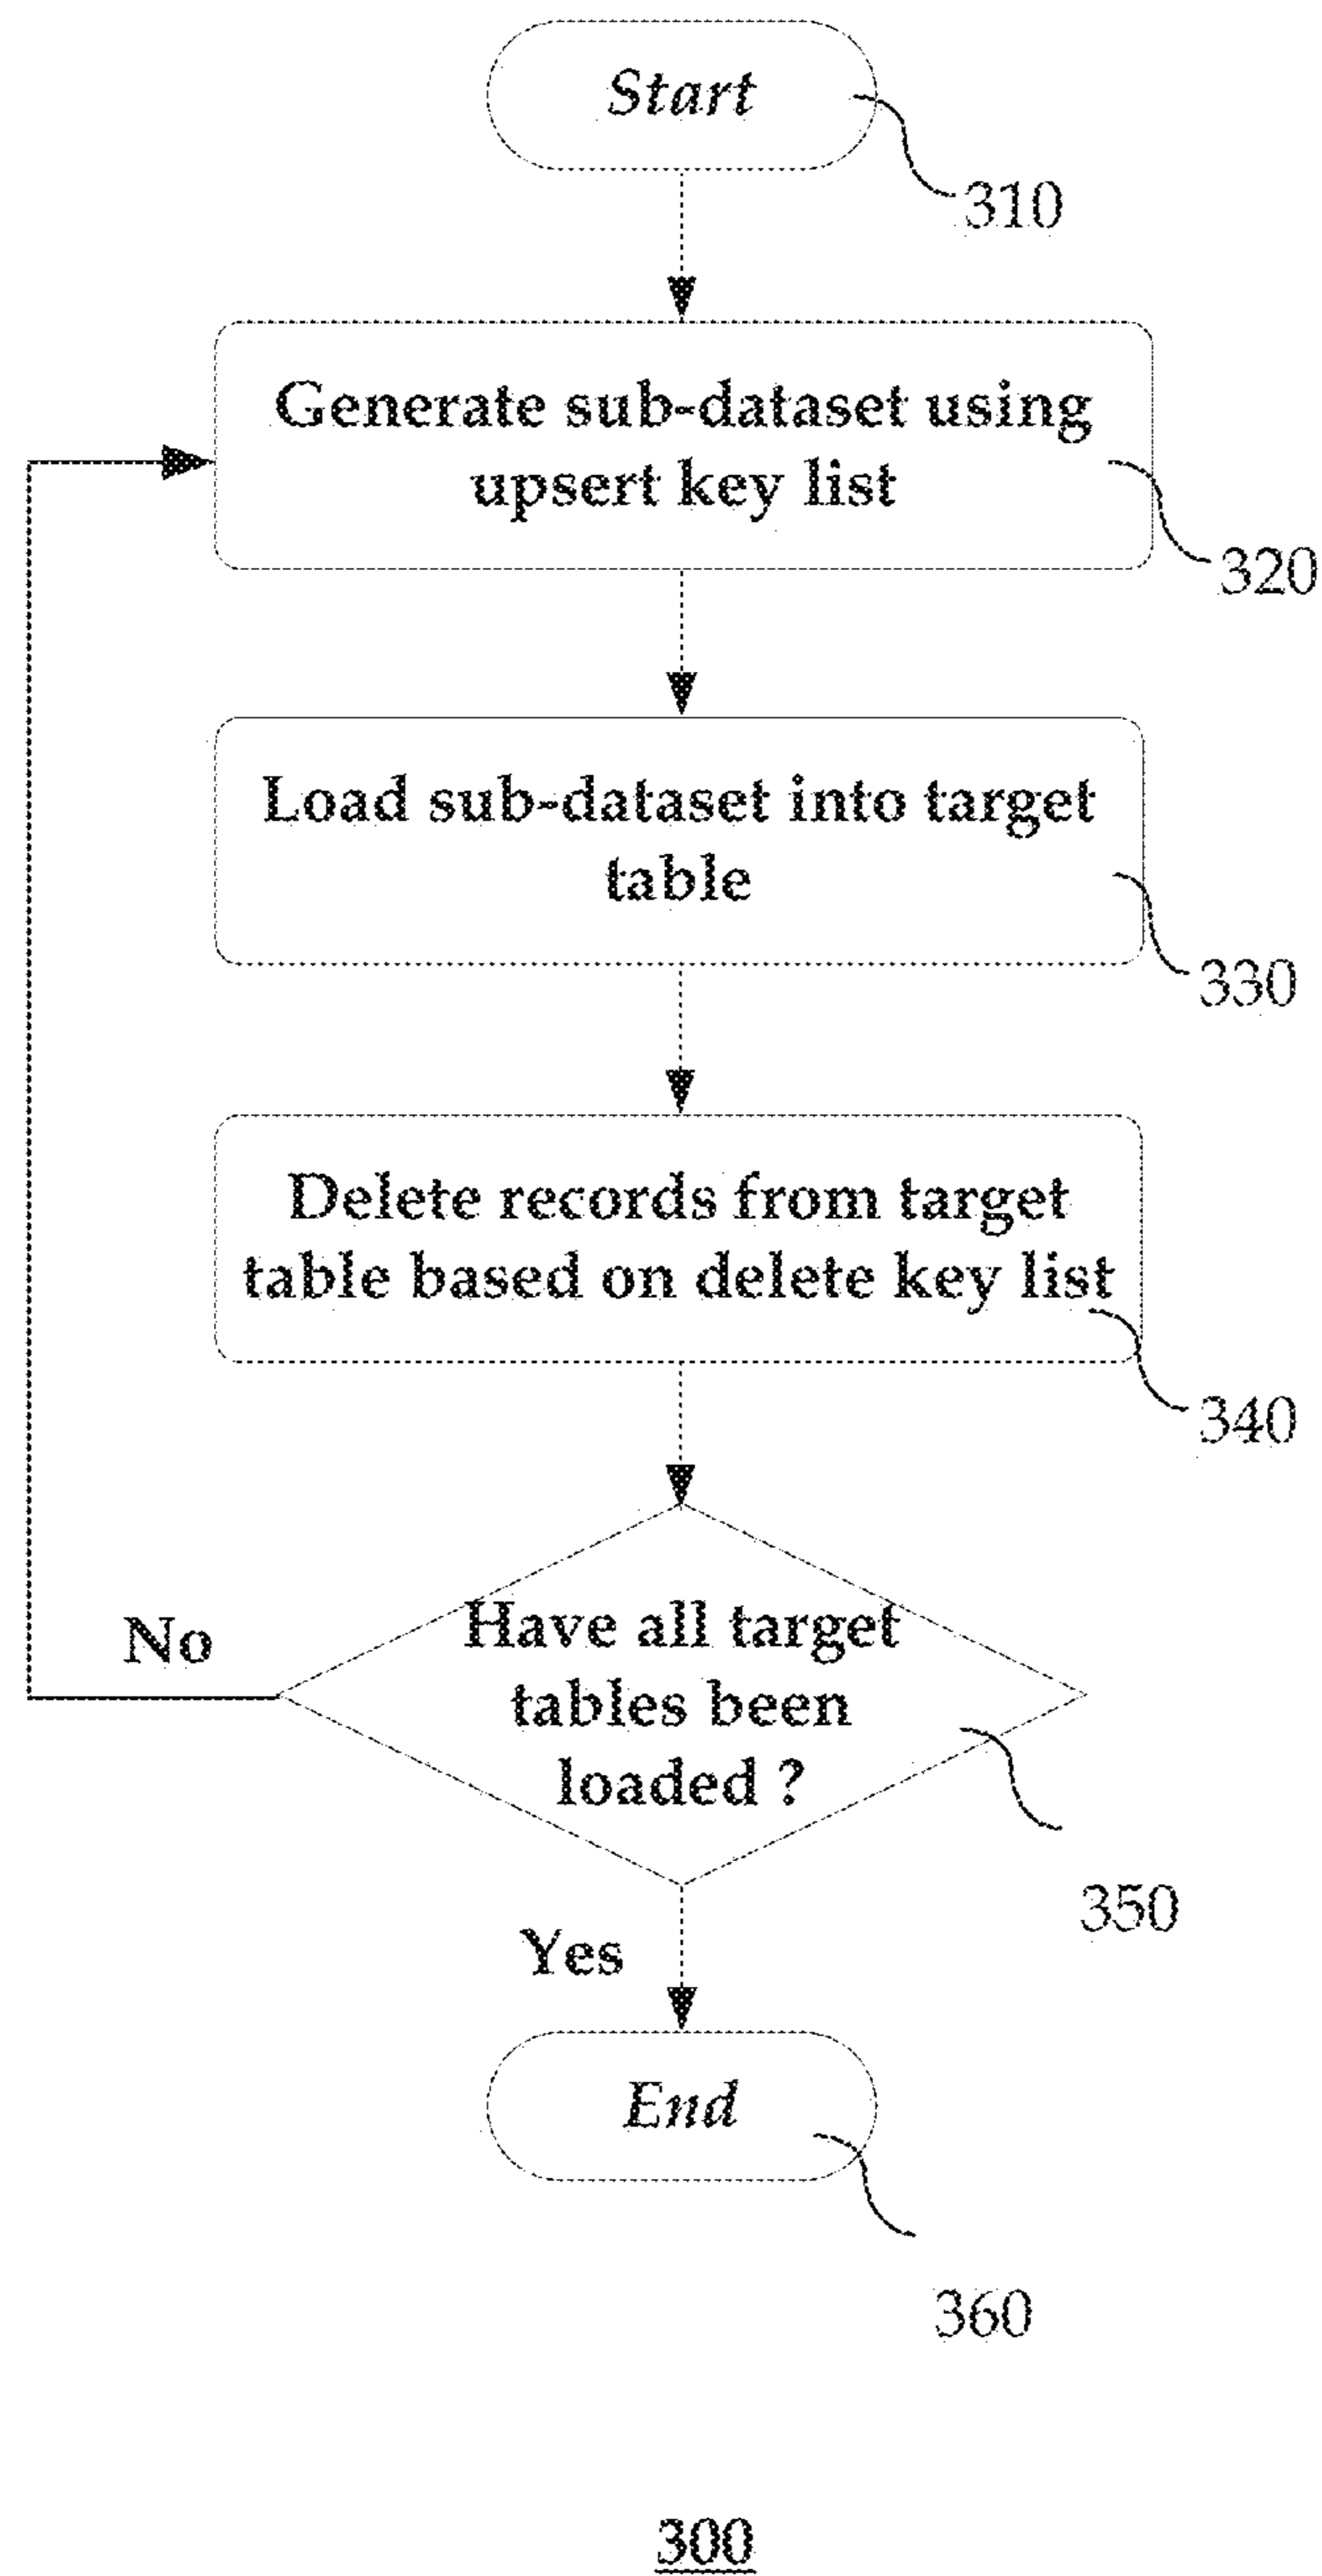 Start
310
Generate sub-dataset using
upsert key list
320
Load sub-dataset into target
table
330
Delete records from target
table based on delete key list
340
Have all target
tables been
loaded ?
No
350
Yes
End
360
300